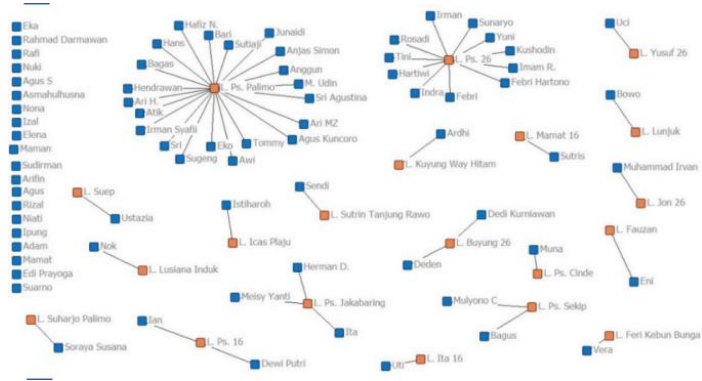 Eka
Rahmad Darmawan
Rafi
Nuki
Agus S
Asmahulhusna
Nona
Izal
Elena
Maman
Sudirman
Arifin
Agus
Rizal
Niati
Ipung
Adam
Mamat
Edi Prayoga
Suarno
Hafiz N.
Bari
Junaidi
Hans
Sutiaji
Anjas Simon
Bagas
Anggun
Hendrawan
L. Ps. Palimo
M. Udin
Ari H.
Sri Agustina
Atik
Ari MZ
Irman Syafii
Sri
Eko
Tommy
Agus Kuncoro
Sugeng
Awi
Irman
Sunaryo
Rosadi
Yuni
Tini
L. Ps. 26
Kushodin
Hartiwi
Imam R.
Febri Hartono
Indra
Febri
Uci
L. Yusuf 26
Bowo
L. Lunjuk
Ardhi
L. Kuyung Way Hitam
L. Mamat 16
Sutris
Muhammad Irvan
L. Jon 26
L. Suep
Ustazia
Istiharoh
L. Icas Plaju
Sendi
L. Sutrin Tanjung Rawo
Dedi Kurniawan
L. Buyung 26
Deden
L. Fauzan
Eni
Nok
L. Lusiana Induk
Muna
L. Ps. Cinde
Herman D.
Meisy Yanti
L. Ps. Jakabaring
Ita
Mulyono C
L. Ps. Sekip
Bagus
L. Suharjo Palimo
Soraya Susana
Ian
L. Ps. 16
Dewi Putri
Uti
L. Ita 16
L. Feri Kebun Bunga
Vera